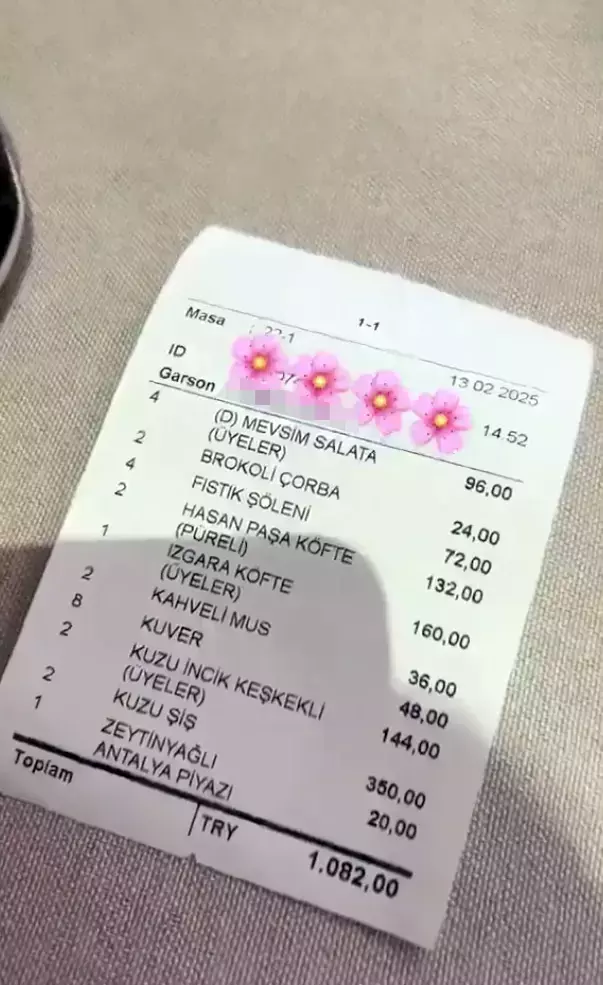 1-1
Masa : 22-1 13 02 2025
ID 14.52
Garson
4 (D) MEVSİM SALATA 96,00
(ÜYELER)
2 BROKOLİ ÇORBA 24,00
4 FISTIK ŞÖLENİ 72,00
2 HASAN PAŞA KÖFTE 132,00
(PÜRELİ)
1 IZGARA KÖFTE 160,00
(ÜYELER)
2 KAHVELİ MUS 36,00
8 KUVER 48,00
2 KUZU İNCİK KEŞKEKLİ 144,00
(ÜYELER)
2 KUZU ŞİŞ 350,00
1 ZEYTİNYAĞLI 20,00
ANTALYA PİYAZI
Toplam TRY 1.082,00